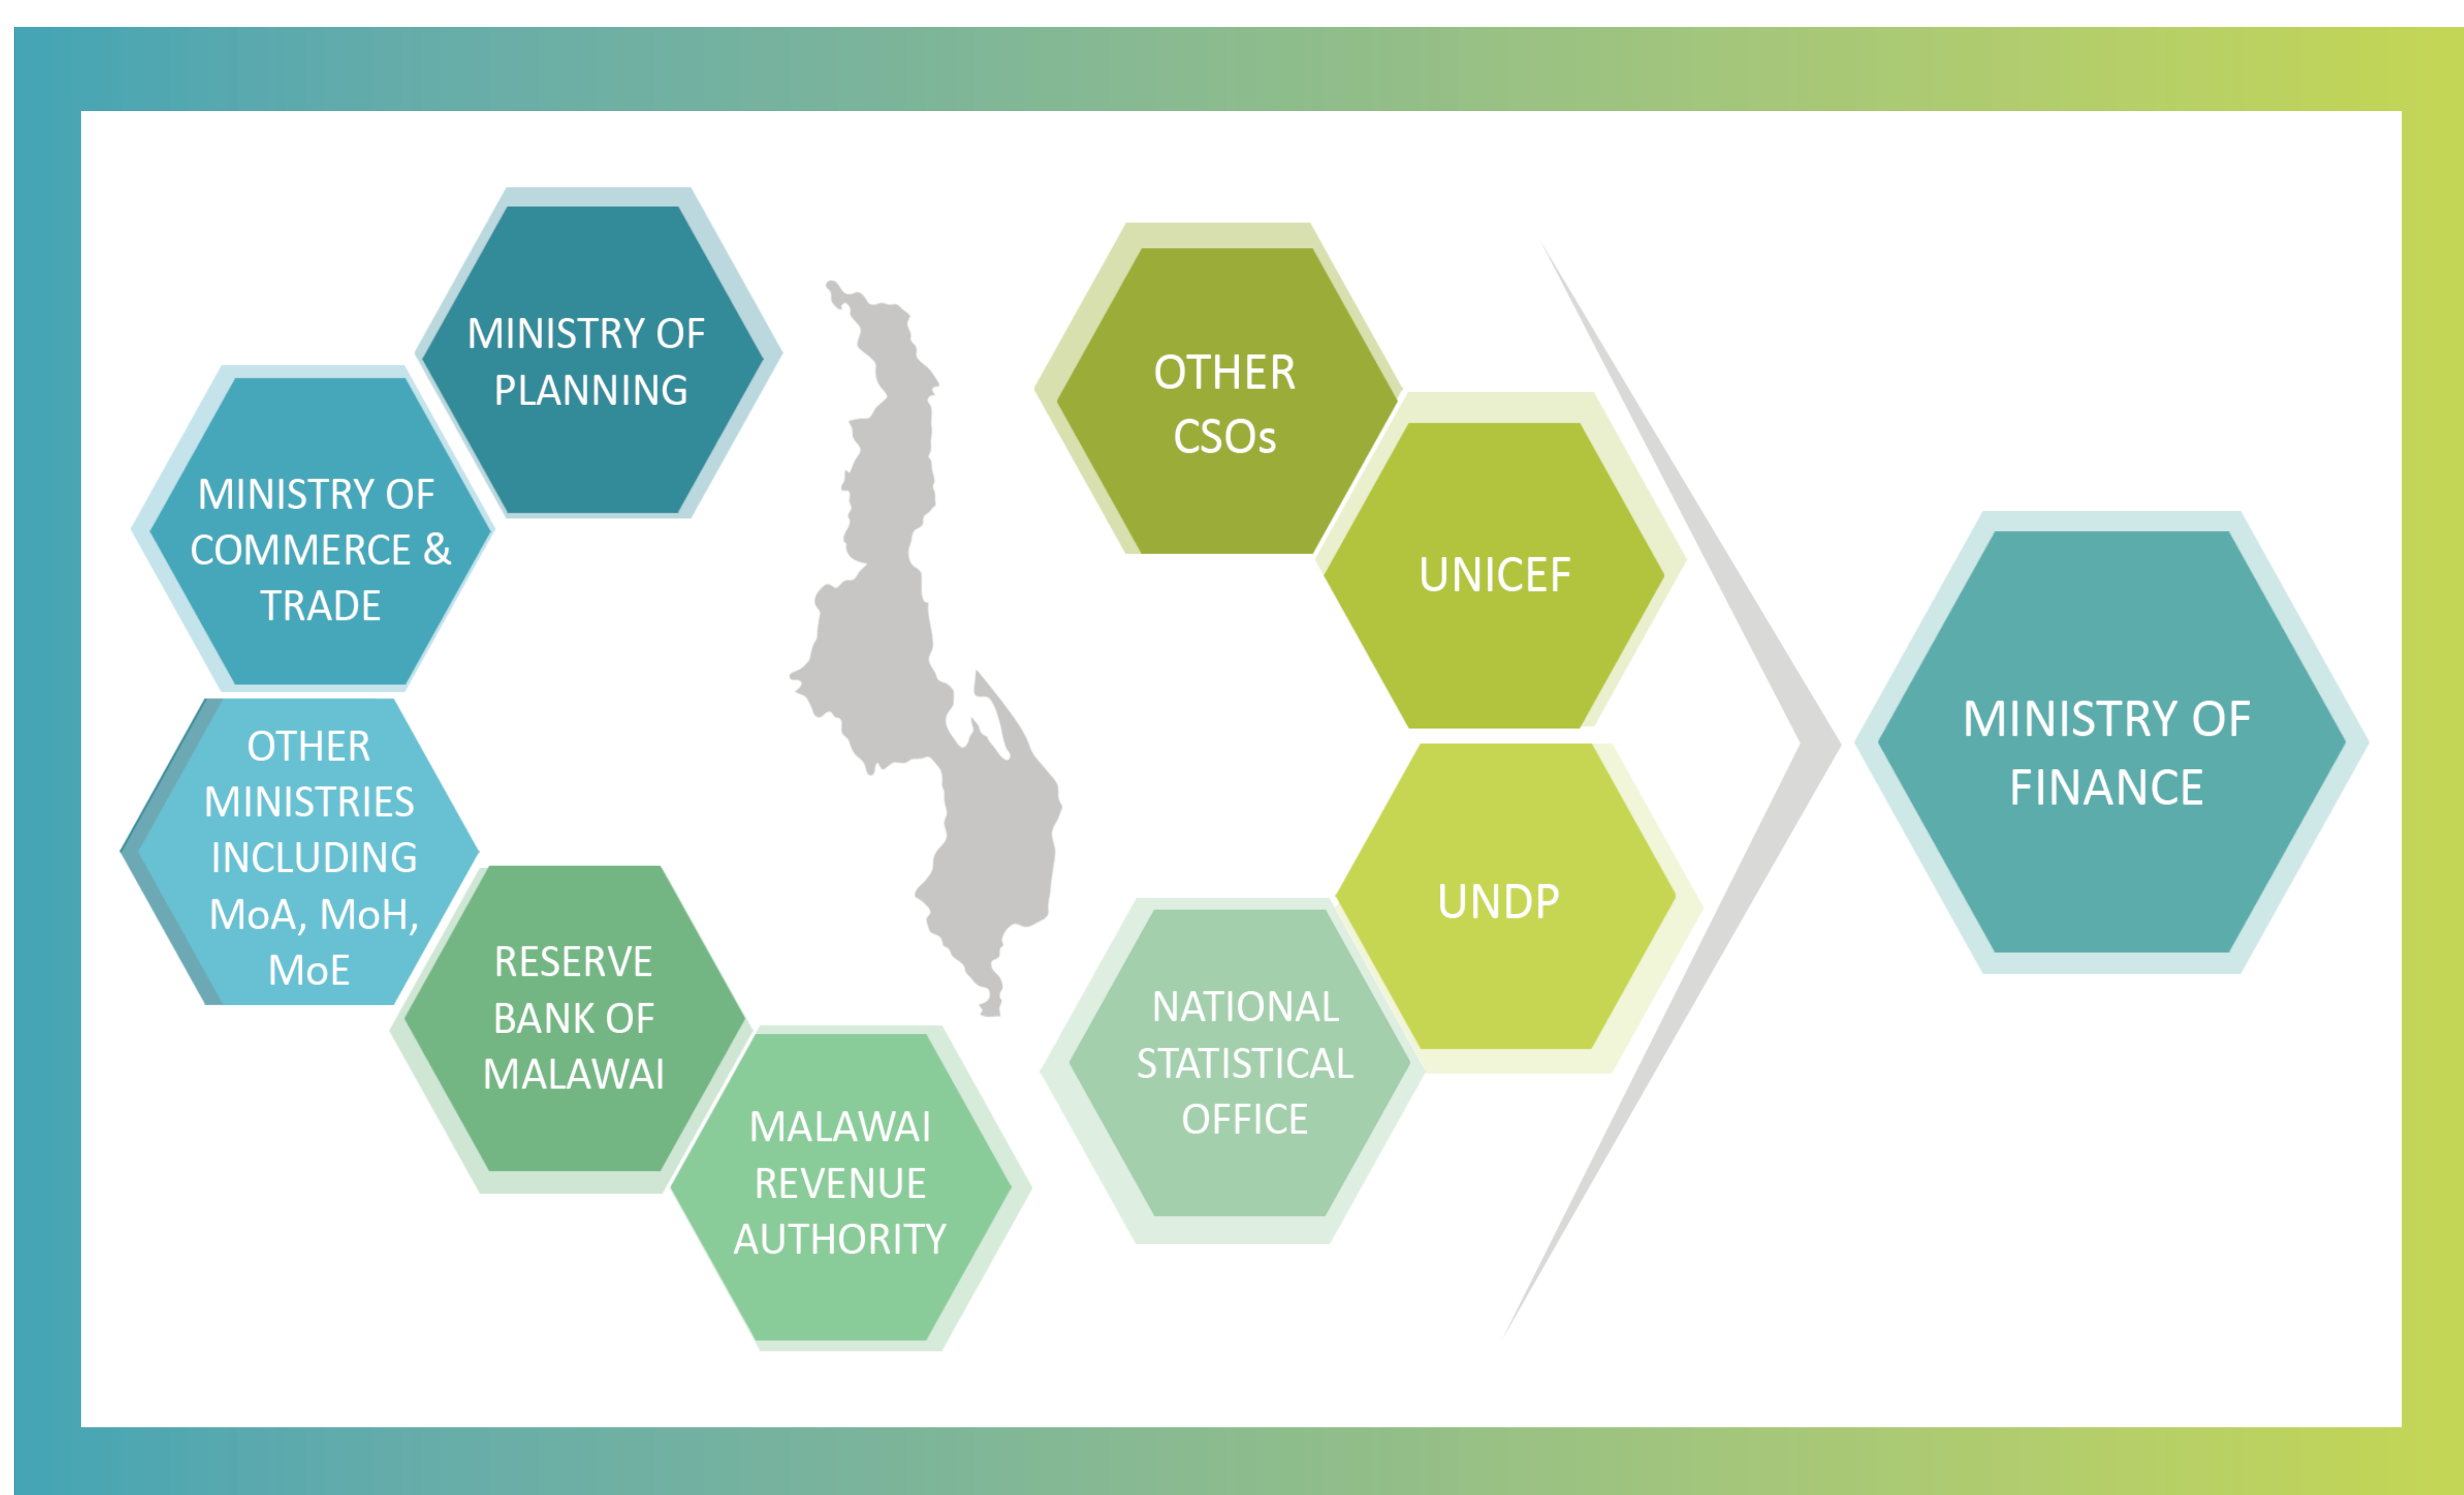 MINISTRY OF
PLANNING
MINISTRY OF
COMMERCE &
TRADE
OTHER
MINISTRIES
INCLUDING
MoA, MoH,
MoE
RESERVE
BANK OF
MALAWAI
MALAWAI
REVENUE
AUTHORITY
NATIONAL
STATISTICAL
OFFICE
UNDP
UNICEF
OTHER
CSOs
MINISTRY OF
FINANCE